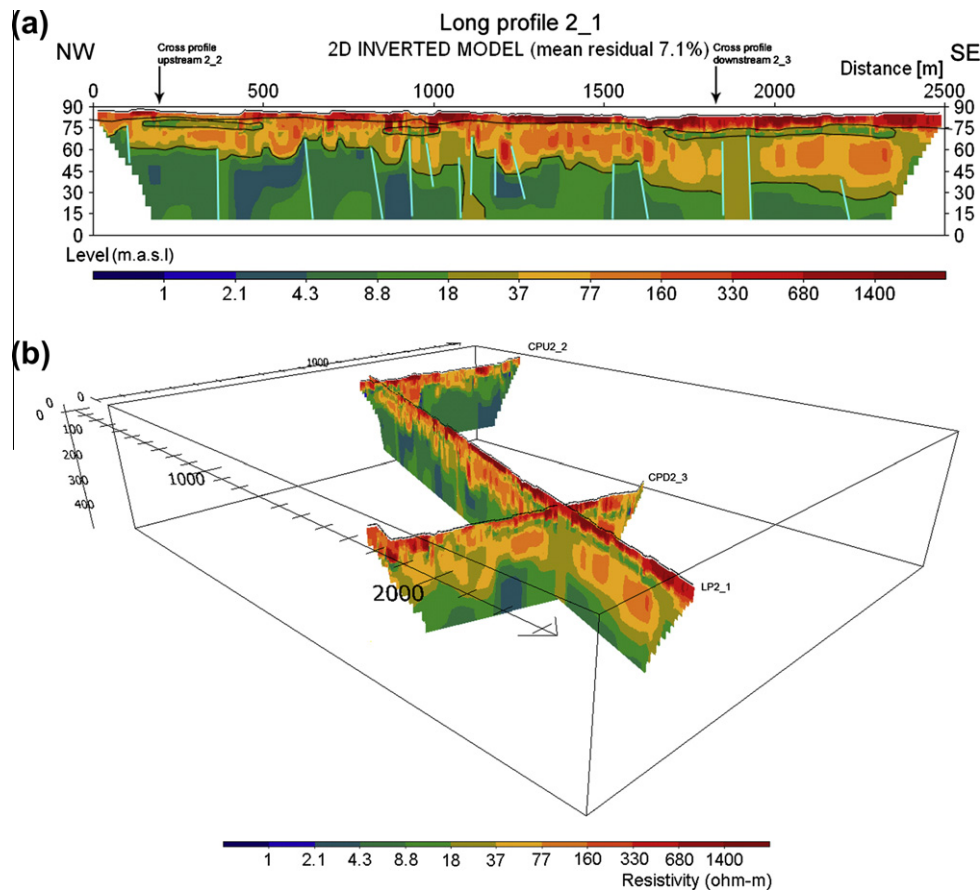 (a)
Long profile 2_1
NW
2D INVERTED MODEL (mean residual 7.1%)
SE
Cross profile
upstream 2_2
Cross profile
downstream 2_3
Distance [m]
0 500 1000 1500 2000 2500
90 90
75 75
60 60
45 45
30 30
15 15
0 0
Level (m.a.s.l)
1 2.1 4.3 8.8 18 37 77 160 330 680 1400
(b)
CPU2_2
1000
0
0
0
100
200
300
400
1000
CPD2_3
2000
LP2_1
1 2.1 4.3 8.8 18 37 77 160 330 680 1400
Resistivity (ohm-m)